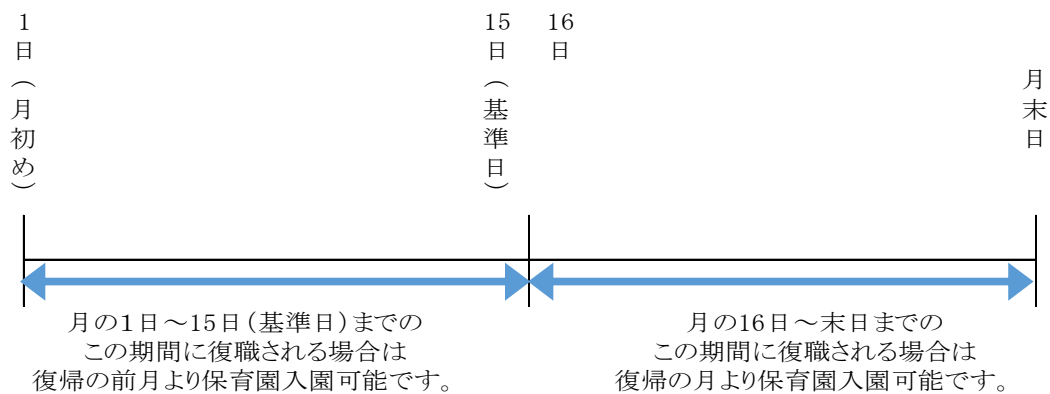 1日（月初め）
15日（基準日）
16日
月末日
月の1日～15日（基準日）までの
この期間に復職される場合は
復帰の前月より保育園入園可能です。
月の16日～末日までの
この期間に復職される場合は
復帰の月より保育園入園可能です。